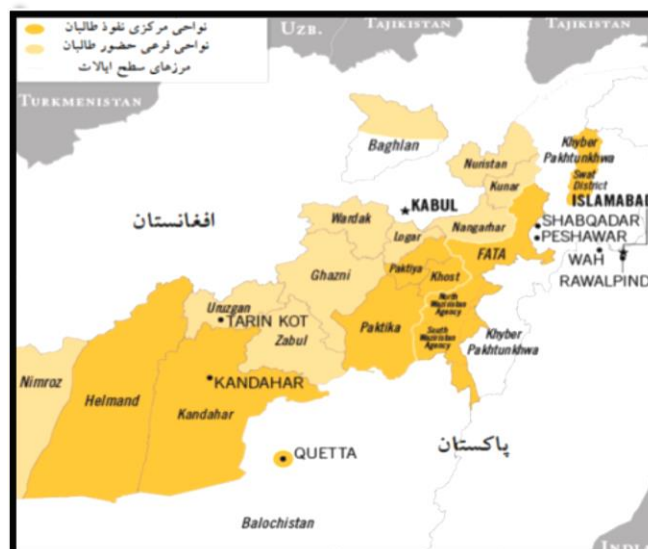 نواحی مرکزی نفوذ طالبان
نواحی فرعی حضور طالبان
مرزهای سطح ایالات
UZB.
TAJIKISTAN
TAJIKISTAN
TURKMENISTAN
Baghlan
Nuristan
Khyber
Pakhtunkhwa
Swat
District
Kunar
ISLAMABAD
KABUL
افغانستان
Wardak
Logar
Nangarhar
SHABQADAR
PESHAWAR
FATA
WAH
RAWALPIND
Ghazni
Paktiya
Khost
Uruzgan
TARIN KOT
Zabul
Paktika
North
Waziristan
Agency
South
Waziristan
Agency
Khyber
Pakhtunkhwa
Nimroz
Helmand
KANDAHAR
Kandahar
پاکستان
QUETTA
Balochistan
INDI